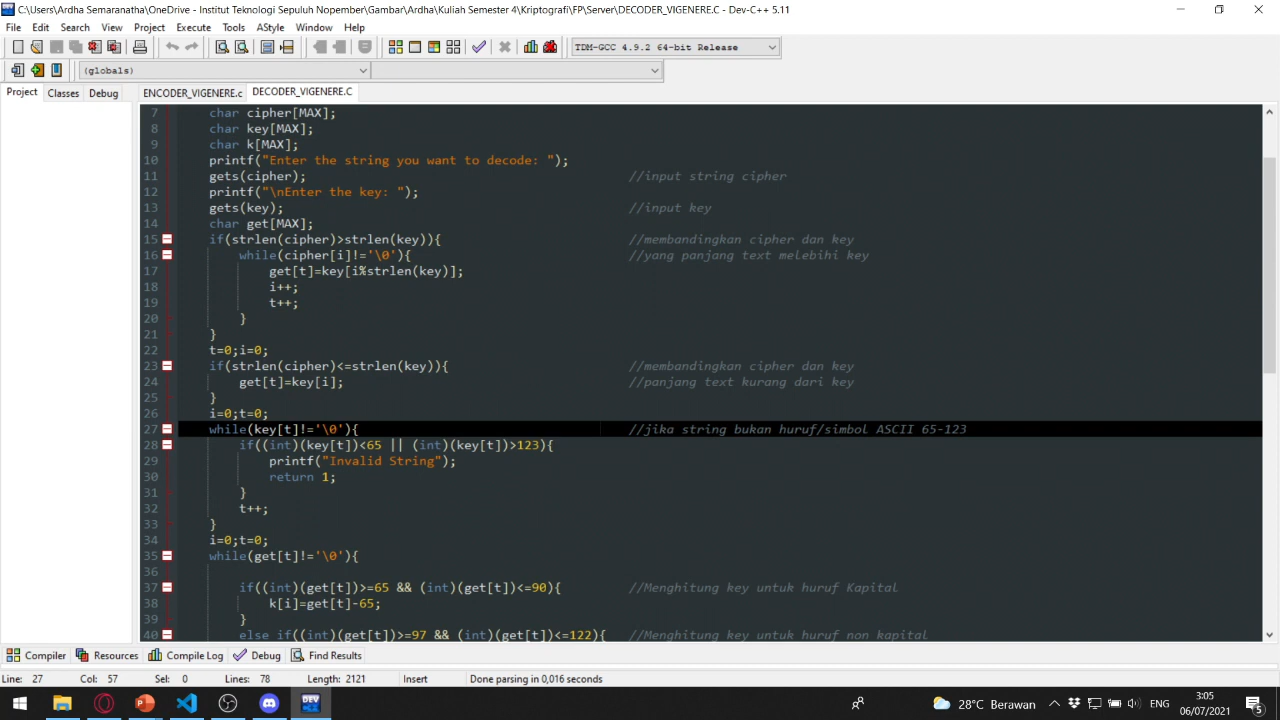 C:\Users\Ardha Semaranatha\OneDrive - Institut Teknologi Sepuluh Nopember\Gambar\Ardha\Kuliah Semester 4\Kriptografi\FP\Server\DECODER_VIGENERE.C - Dev-C++ 5.11
File Edit Search View Project Execute Tools AStyle Window Help
TDM-GCC 4.9.2 64-bit Release
(globals)
Project Classes Debug ENCODER_VIGENERE.c DECODER_VIGENERE.C
7 char cipher[MAX];
8 char key[MAX];
9 char k[MAX];
10 printf("Enter the string you want to decode: ");
11 gets(cipher); //input string cipher
12 printf("\nEnter the key: ");
13 gets(key); //input key
14 char get[MAX];
15 if(strlen(cipher)>strlen(key)){ //membandingkan cipher dan key
16 while(cipher[i]!='\0'){ //yang panjang text melebihi key
17 get[t]=key[i%strlen(key)];
18 i++;
19 t++;
20 }
21 }
22 t=0;i=0;
23 if(strlen(cipher)<=strlen(key)){ //membandingkan cipher dan key
24 get[t]=key[i]; //panjang text kurang dari key
25 }
26 i=0;t=0;
27 while(key[t]!='\0'){ //jika string bukan huruf/simbol ASCII 65-123
28 if((int)(key[t])<65 || (int)(key[t])>123){
29 printf("Invalid String");
30 return 1;
31 }
32 t++;
33 }
34 i=0;t=0;
35 while(get[t]!='\0'){
36
37 if((int)(get[t])>=65 && (int)(get[t])<=90){ //Menghitung key untuk huruf Kapital
38 k[i]=get[t]-65;
39 }
40 else if((int)(get[t])>=97 && (int)(get[t])<=122){ //Menghitung key untuk huruf non kapital
Compiler Resources Compile Log Debug Find Results
Line: 27 Col: 57 Sel: 0 Lines: 78 Length: 2121 Insert Done parsing in 0,016 seconds
DEV
28°C Berawan ENG 3:05
06/07/2021 5